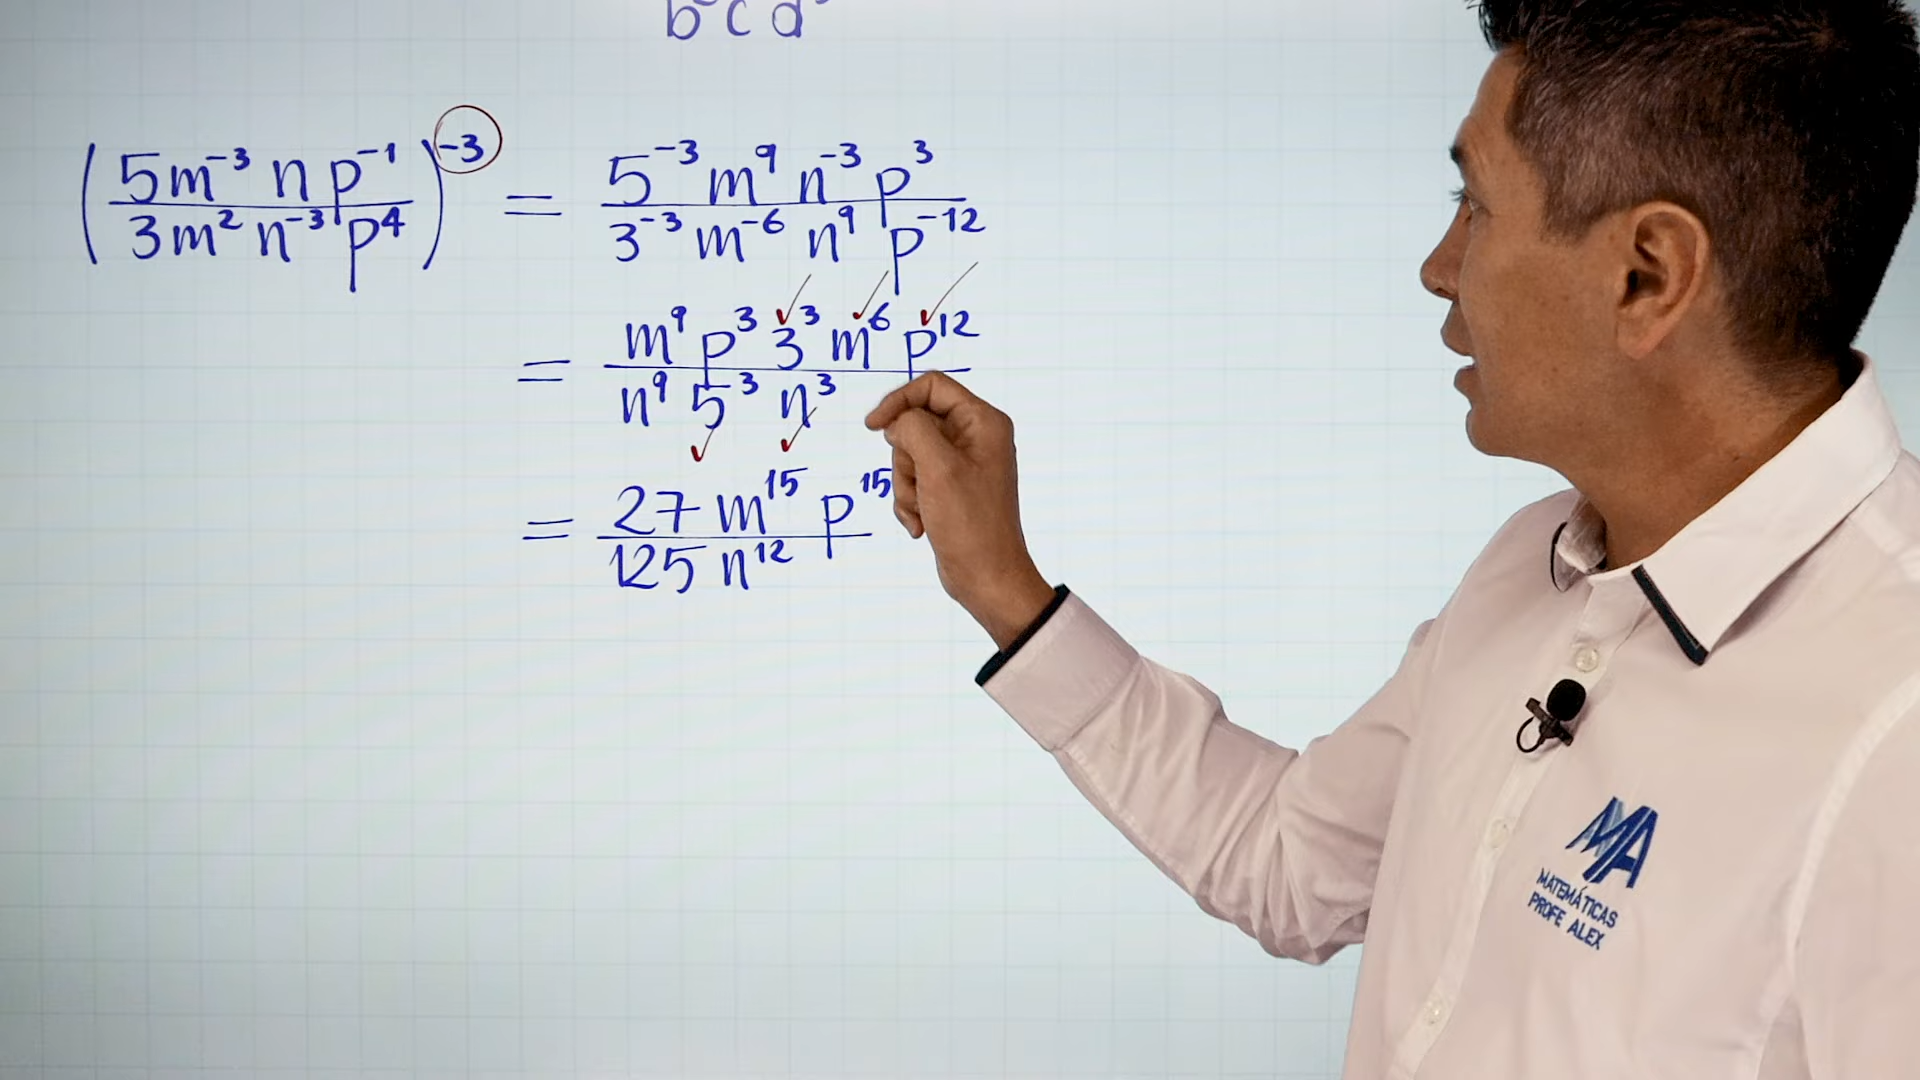 b c d
(5m⁻³ n p⁻¹ / 3m² n⁻³ p⁴)⁻³ = 5⁻³ m⁹ n⁻³ p³ / 3⁻³ m⁻⁶ n⁹ p⁻¹²
= m⁹ p³ 3³ m⁶ p¹² / n⁹ 5³ n³
= 27 m¹⁵ p¹⁵ / 125 n¹²
MA
MATEMÁTICAS
PROFE ALEX